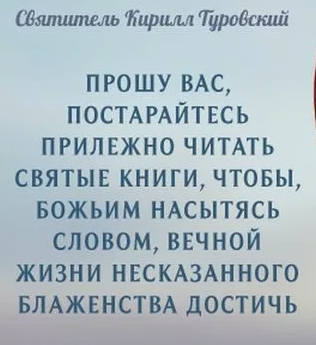 Святитель Кирилл Туровский
ПРОШУ ВАС,
ПОСТАРАЙТЕСЬ
ПРИЛЕЖНО ЧИТАТЬ
СВЯТЫЕ КНИГИ, ЧТОБЫ,
БОЖЬИМ НАСЫТЯСЬ
СЛОВОМ, ВЕЧНОЙ
ЖИЗНИ НЕСКАЗАННОГО
БЛАЖЕНСТВА ДОСТИЧЬ